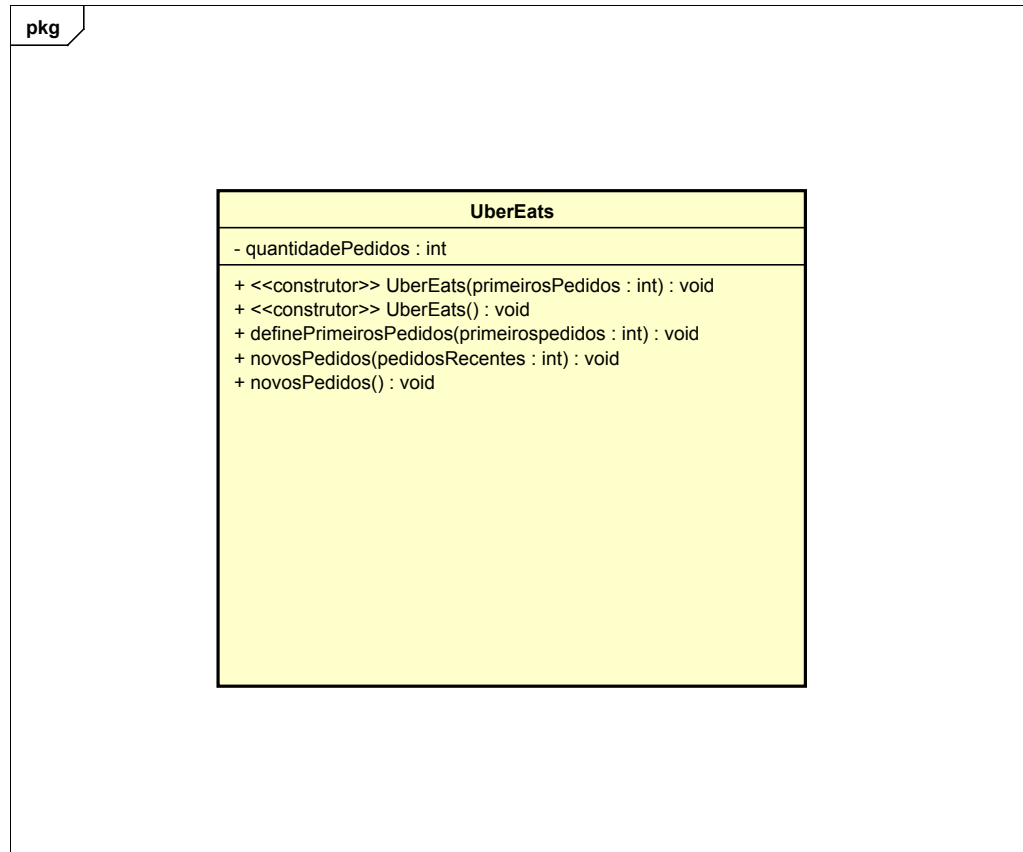 pkg
UberEats
- quantidadePedidos : int
+ <<construtor>> UberEats(primeirosPedidos : int) : void
+ <<construtor>> UberEats() : void
+ definePrimeirosPedidos(primeirospedidos : int) : void
+ novosPedidos(pedidosRecentes : int) : void
+ novosPedidos() : void